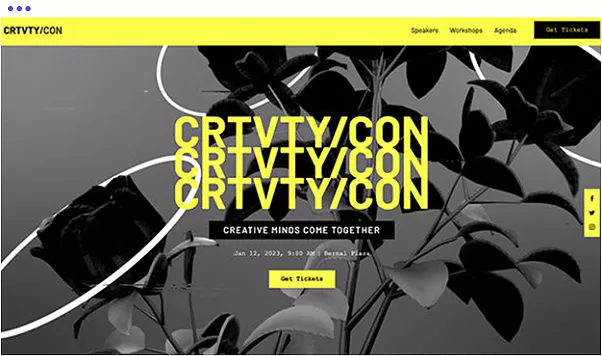 CRTVTY/CON
Speakers
Workshops
Agenda
Get Tickets
CRTVTY/CON
CRTVTY/CON
CRTVTY/CON
CREATIVE MINDS COME TOGETHER
Jan 12, 2023, 9:00 AM | Bernal Plaza
Get Tickets